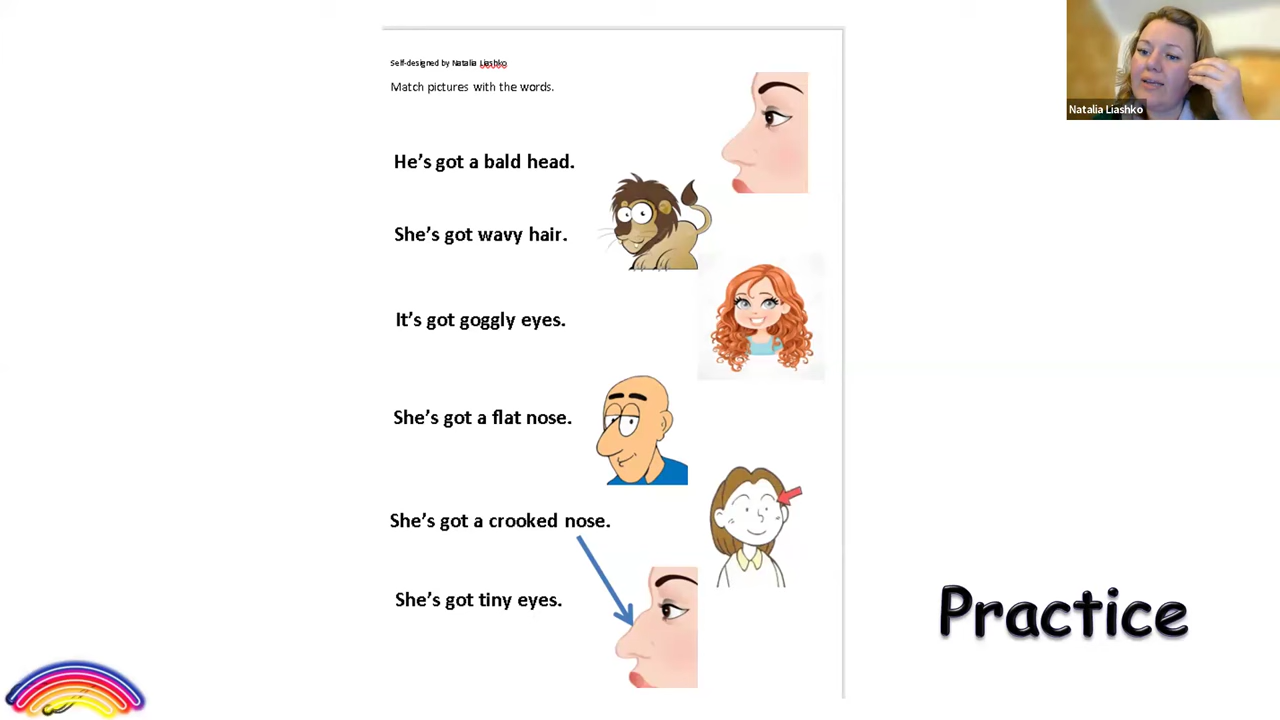 Self-designed by Natalia Liashko
Match pictures with the words.
He's got a bald head.
She's got wavy hair.
It's got goggly eyes.
She's got a flat nose.
She's got a crooked nose.
She's got tiny eyes.
Natalia Liashko
Practice